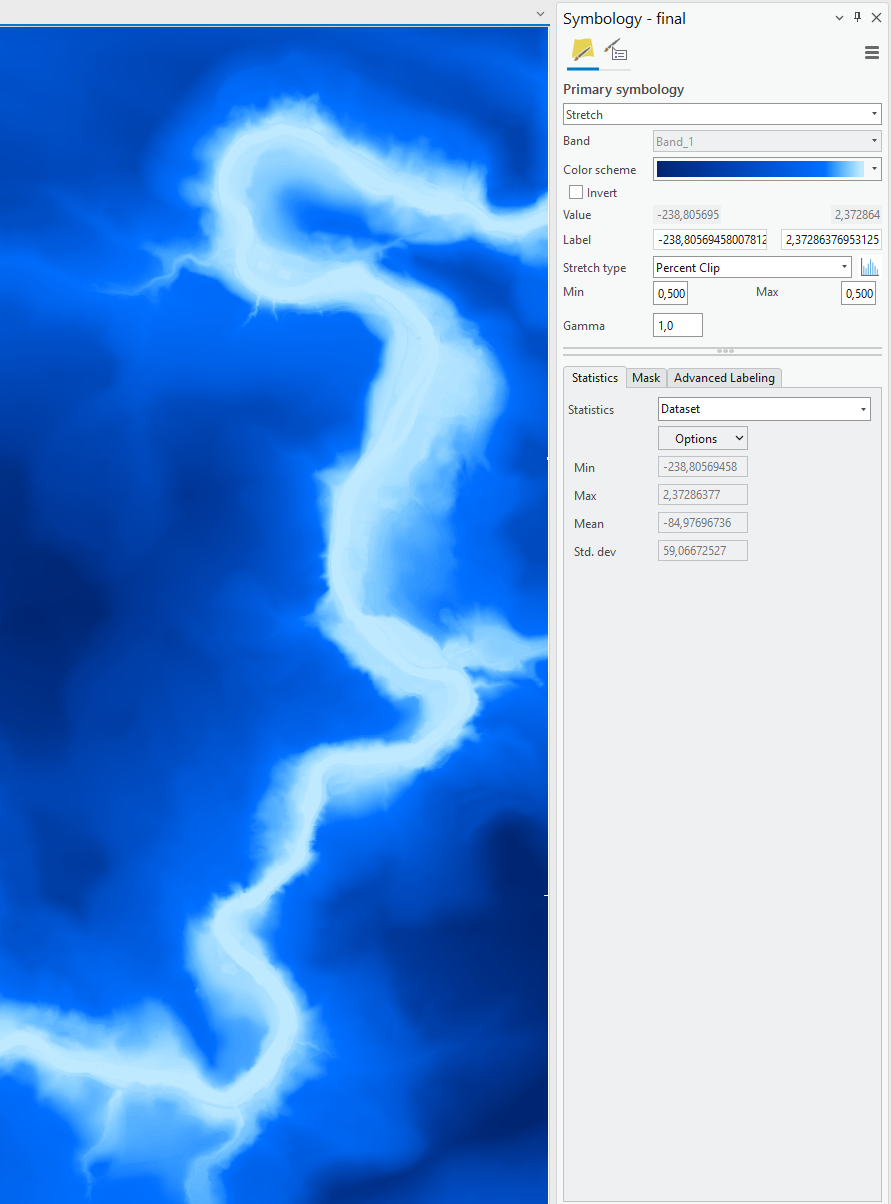 Symbology - final
Primary symbology
Stretch
Band Band_1
Color scheme
Invert
Value -238,805695 2,372864
Label -238,80569458007812 2,37286376953125
Stretch type Percent Clip
Min 0,500 Max 0,500
Gamma 1,0
Statistics Mask Advanced Labeling
Statistics Dataset
Options
Min -238,80569458
Max 2,37286377
Mean -84,97696736
Std. dev 59,06672527